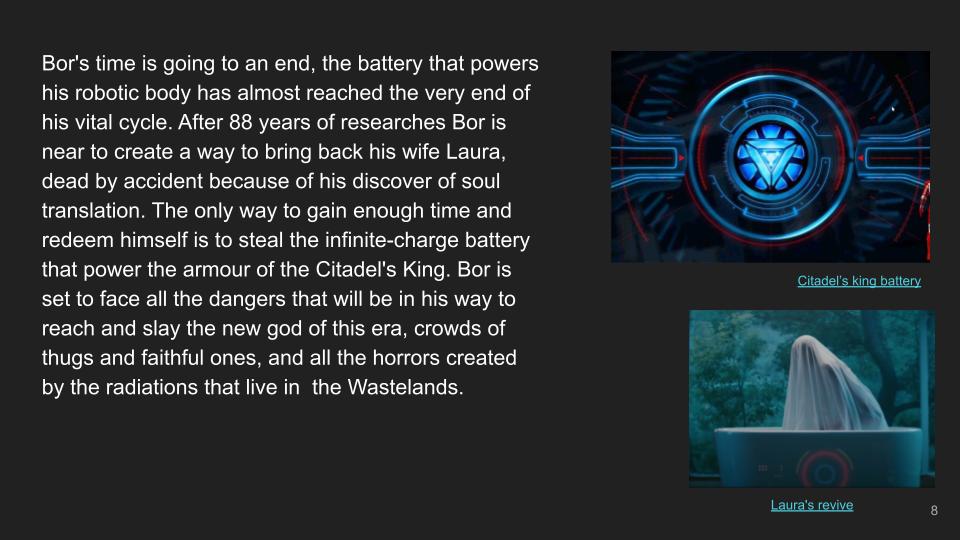 Bor's time is going to an end, the battery that powers
his robotic body has almost reached the very end of
his vital cycle. After 88 years of researches Bor is
near to create a way to bring back his wife Laura,
dead by accident because of his discover of soul
translation. The only way to gain enough time and
redeem himself is to steal the infinite-charge battery
that power the armour of the Citadel's King. Bor is
set to face all the dangers that will be in his way to
reach and slay the new god of this era, crowds of
thugs and faithful ones, and all the horrors created
by the radiations that live in  the Wastelands.
Citadel’s king battery
Laura's revive
8